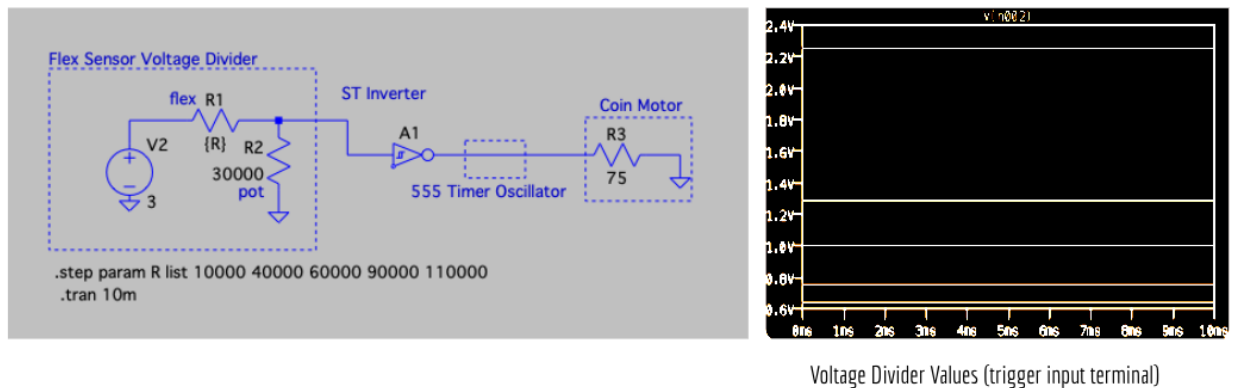 Flex Sensor Voltage Divider
flex R1
{R}
V2
3
R2
30000
pot
ST Inverter
A1
555 Timer Oscillator
Coin Motor
R3
75
.step param R list 10000 40000 60000 90000 110000
.tran 10m
V(n002)
2.4V
2.2V
2.0V
1.8V
1.6V
1.4V
1.2V
1.0V
0.8V
0.6V
0ms 1ms 2ms 3ms 4ms 5ms 6ms 7ms 8ms 9ms 10ms
Voltage Divider Values (trigger input terminal)